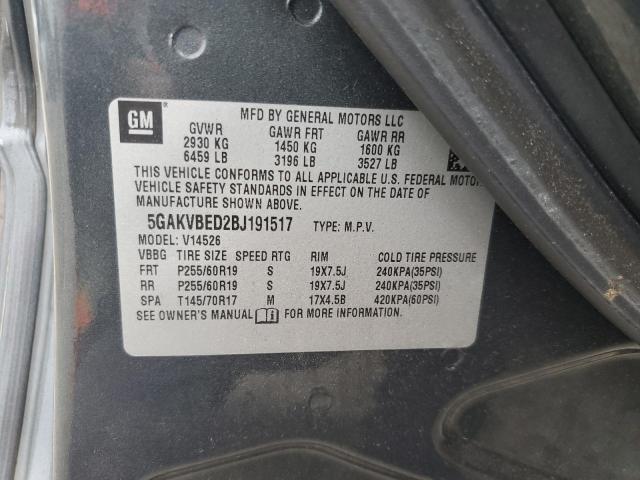 GM
MFD BY GENERAL MOTORS LLC
GVWR GAWR FRT GAWR RR
2930 KG 1450 KG 1600 KG
6459 LB 3196 LB 3527 LB
THIS VEHICLE CONFORMS TO ALL APPLICABLE U.S. FEDERAL MOTOR
VEHICLE SAFETY STANDARDS IN EFFECT ON THE DATE OF
MANUFACTURE SHOWN ABOVE.
5GAKVBED2BJ191517 TYPE: M.P.V.
MODEL: V14526
VBBG TIRE SIZE SPEED RTG RIM COLD TIRE PRESSURE
FRT P255/60R19 S 19X7.5J 240KPA(35PSI)
RR P255/60R19 S 19X7.5J 240KPA(35PSI)
SPA T145/70R17 M 17X4.5B 420KPA(60PSI)
SEE OWNER'S MANUAL FOR MORE INFORMATION.